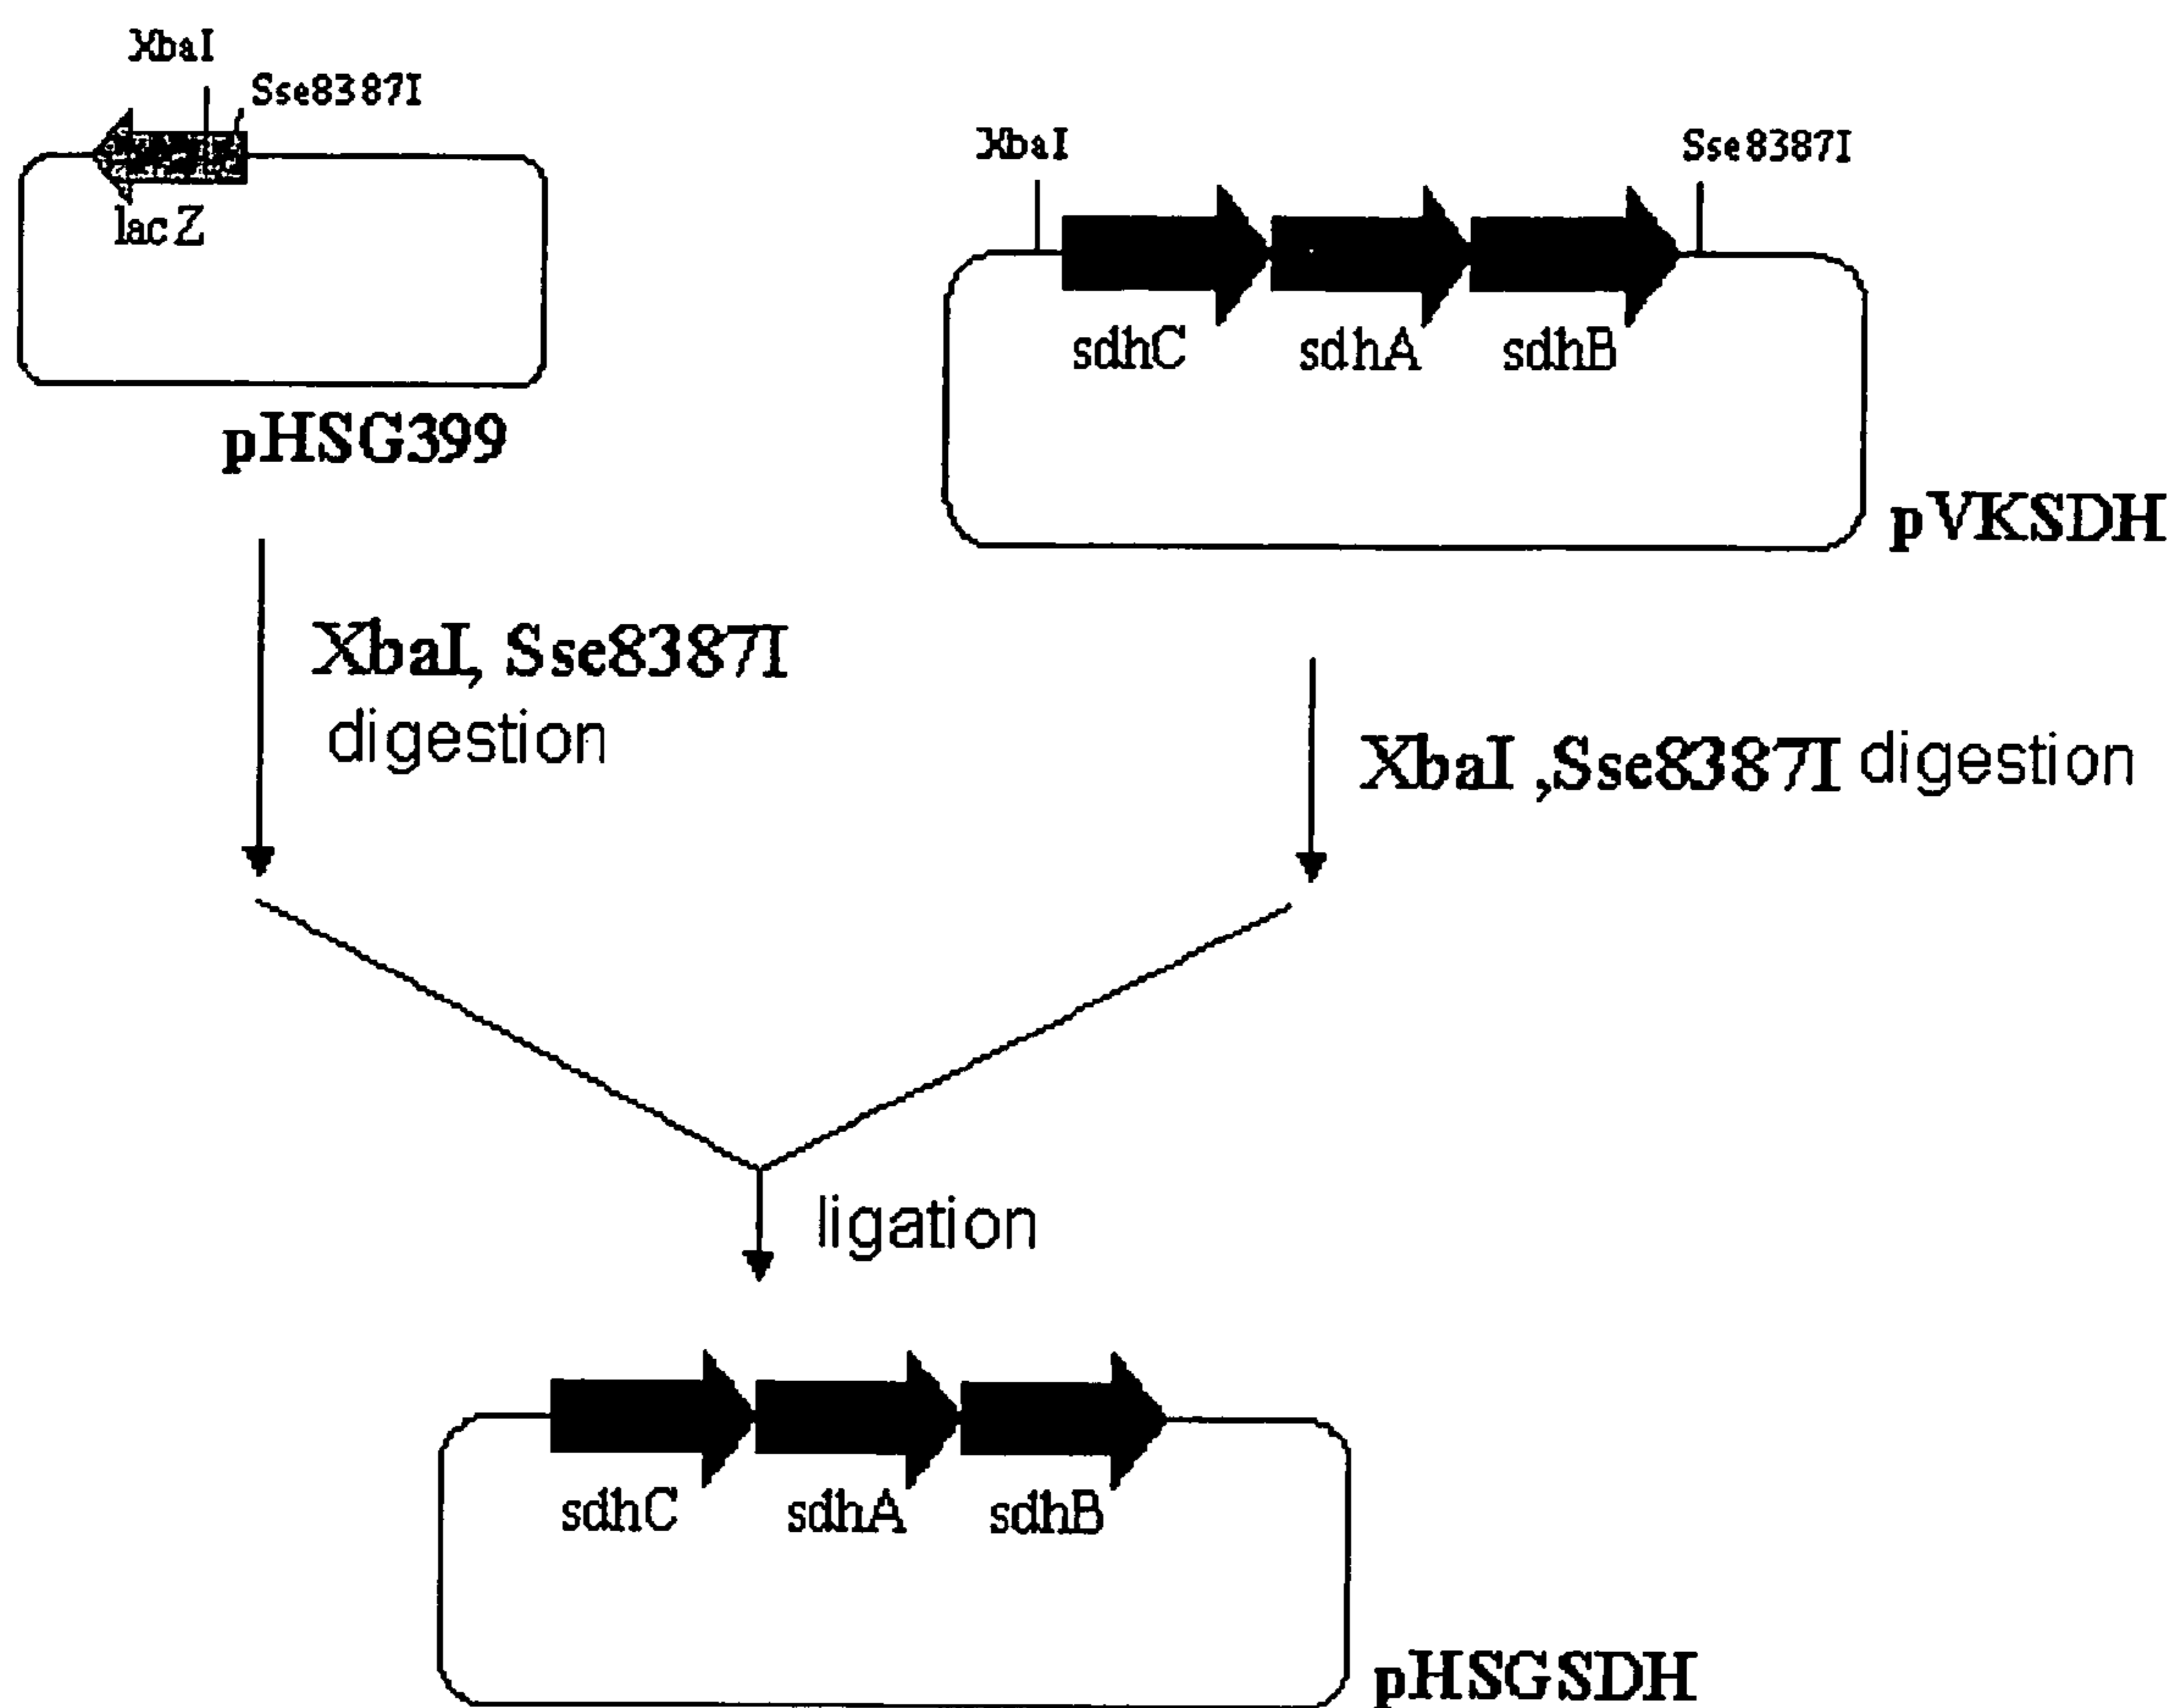 XbaI
Sse8387I
lacZ
pHSG399
XbaI
Sse8387I
sdhC
sdhA
sdhB
pVKSDH
XbaI, Sse8387I
digestion
XbaI ,Sse8387I digestion
ligation
sdhC
sdhA
sdhB
pHSGSDH